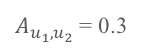 A_{u_1,u_2} = 0.3